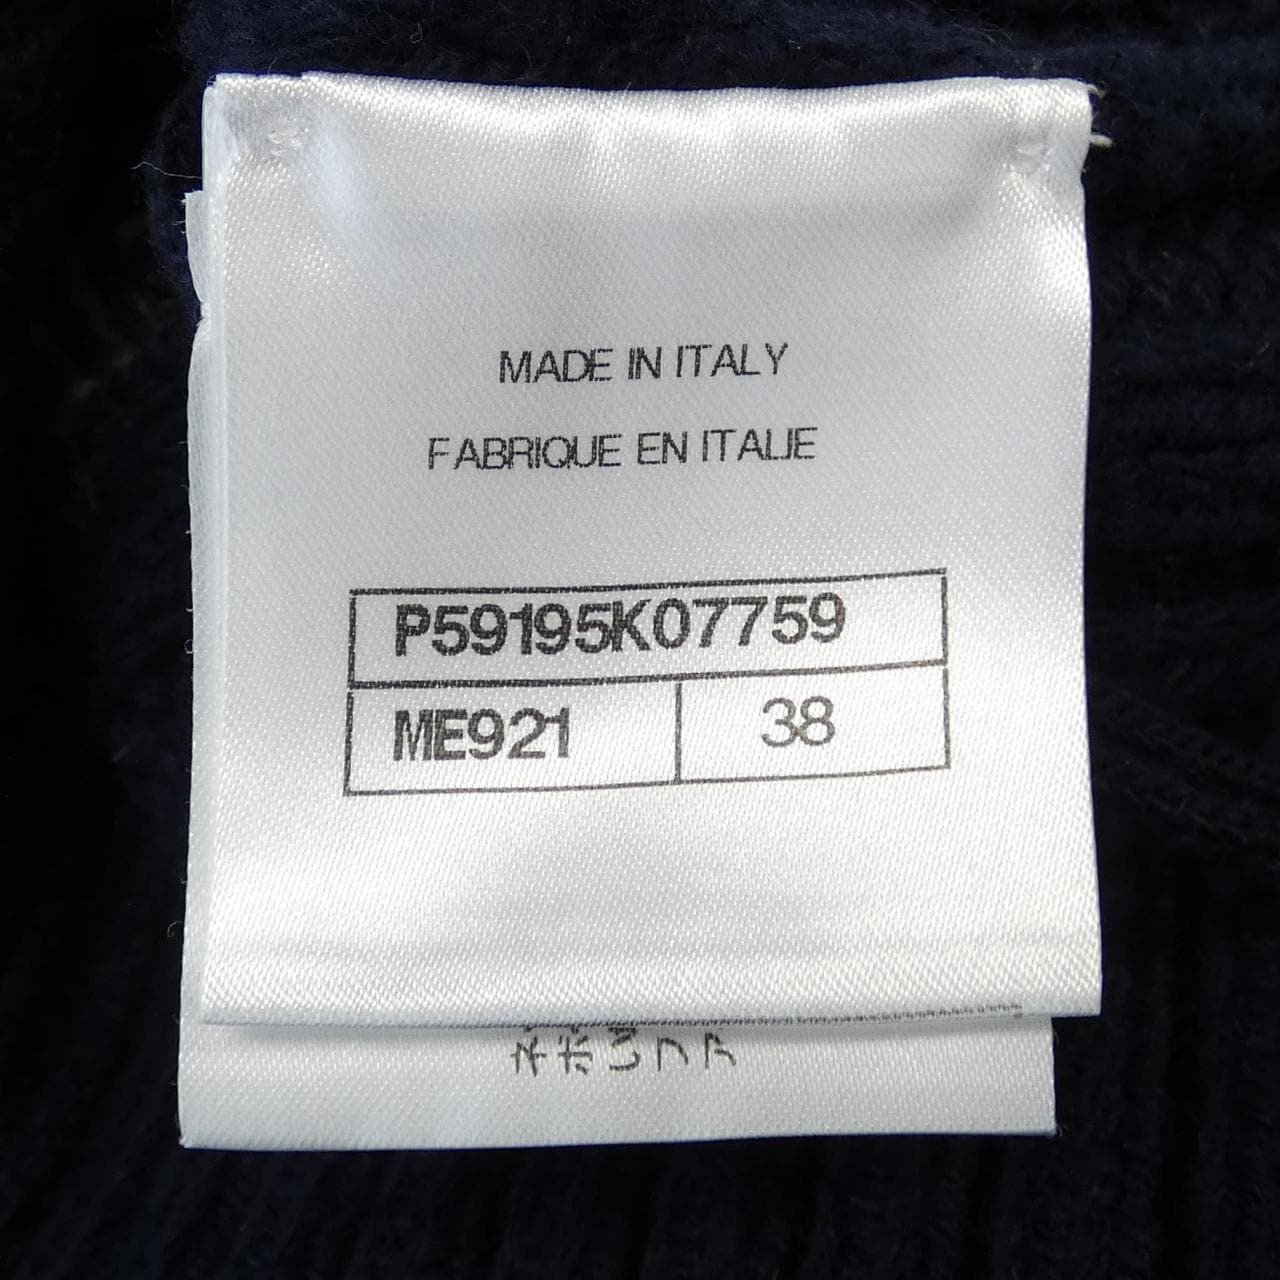 MADE IN ITALY
FABRIQUE EN ITALIE
P59195K07759
ME921 38